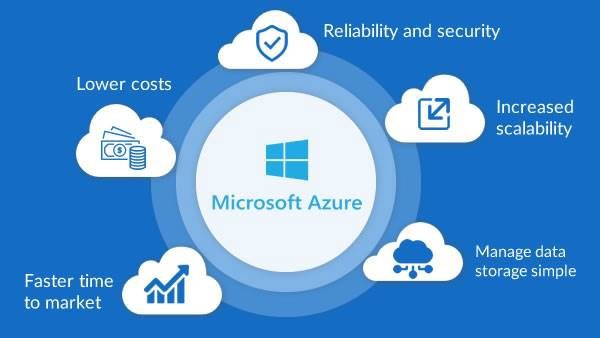 Reliability and security
Lower costs
Increased
scalability
Microsoft Azure
Manage data
storage simple
Faster time
to market